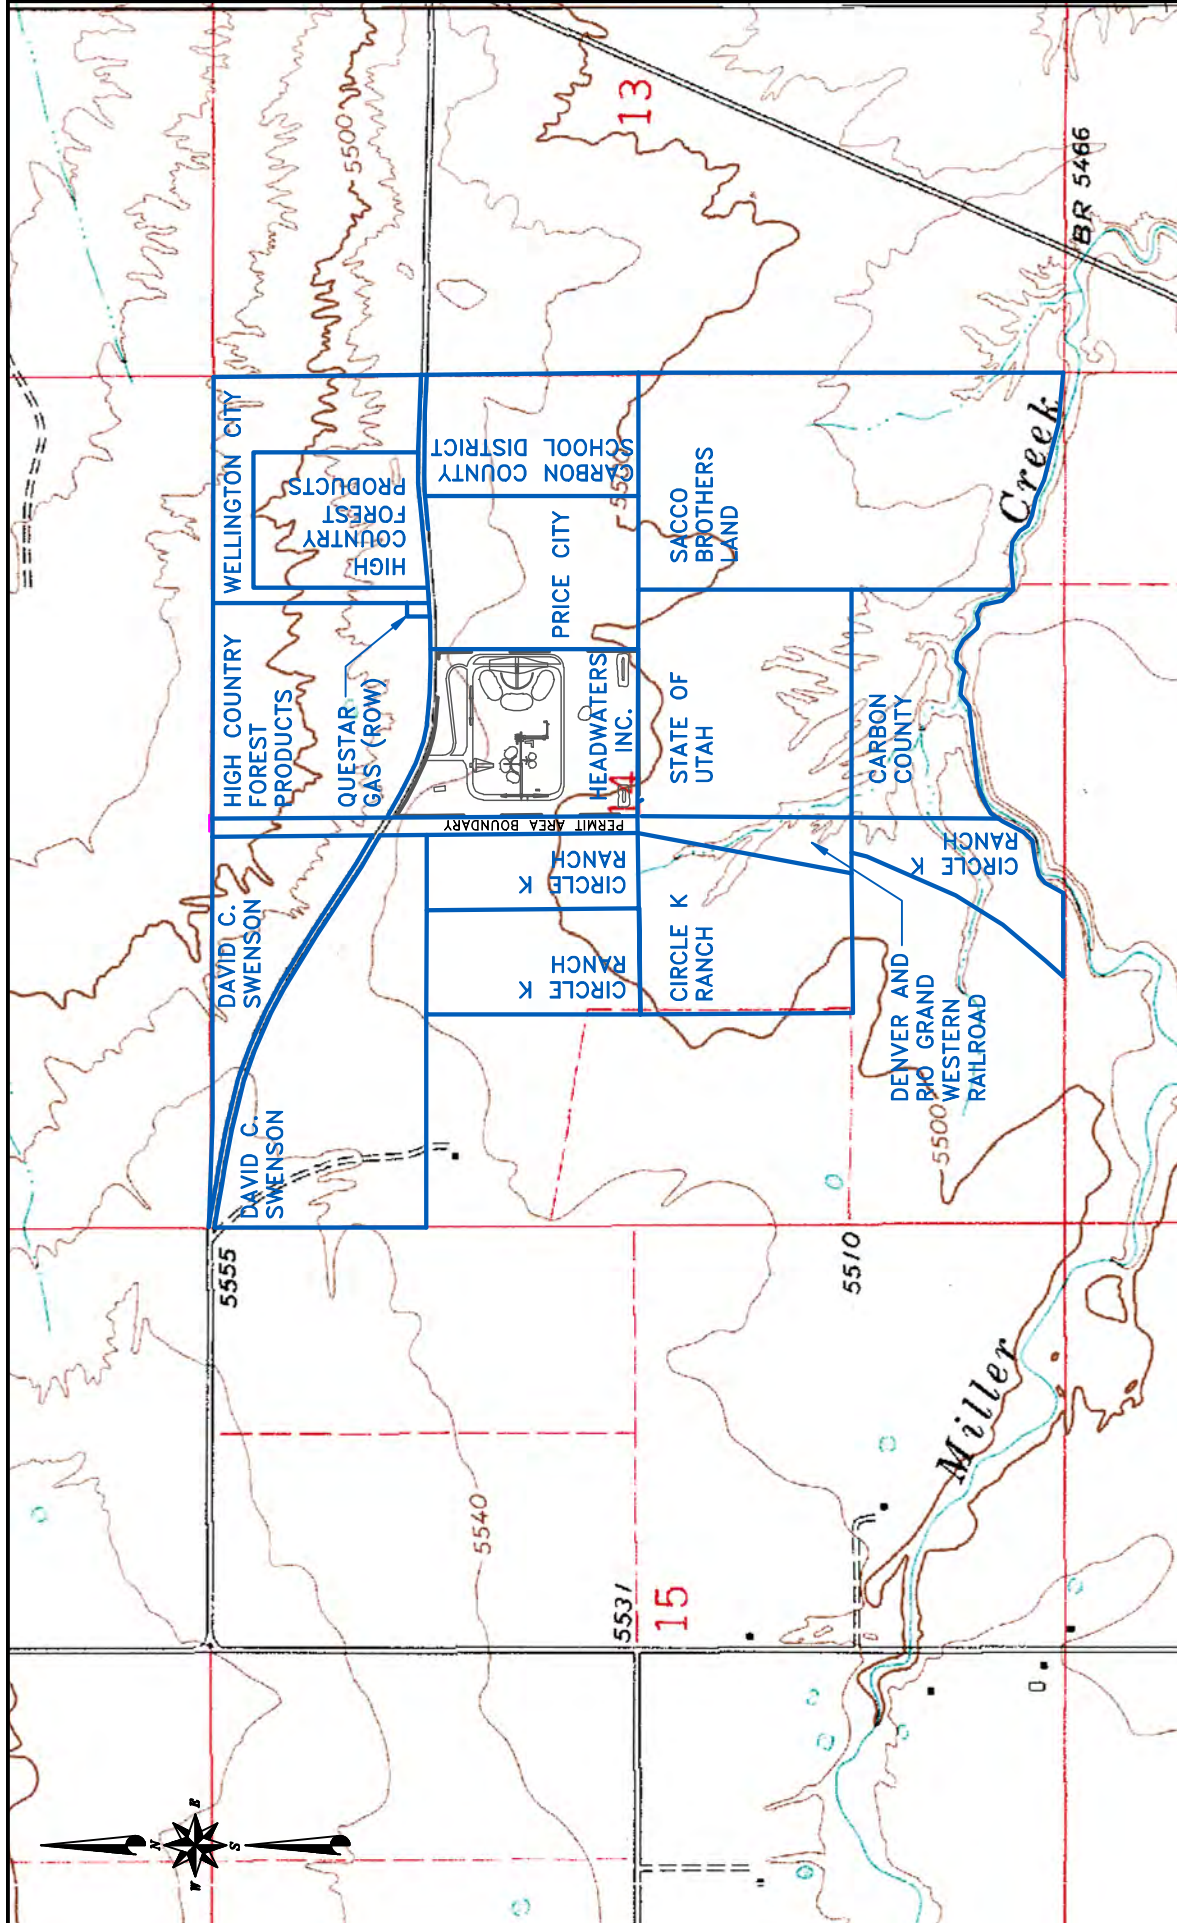 5500
13
BR 5466
WELLINGTON CITY
HIGH
COUNTRY
FOREST
PRODUCTS
CARBON COUNTY
SCHOOL DISTRICT
5500
SACCO
BROTHERS
LAND
Creek
HIGH COUNTRY
FOREST
PRODUCTS
QUESTAR
GAS (ROW)
PRICE CITY
HEADWATERS
INC.
14
STATE OF
UTAH
CARBON
COUNTY
PERMIT AREA BOUNDARY
DAVID C.
SWENSON
CIRCLE K
RANCH
CIRCLE K
RANCH
CIRCLE K
RANCH
CIRCLE K
RANCH
DENVER AND
RIO GRAND
WESTERN
RAILROAD
DAVID C.
SWENSON
5500
5555
5510
Miller
5540
5531
15
N
E
S
W